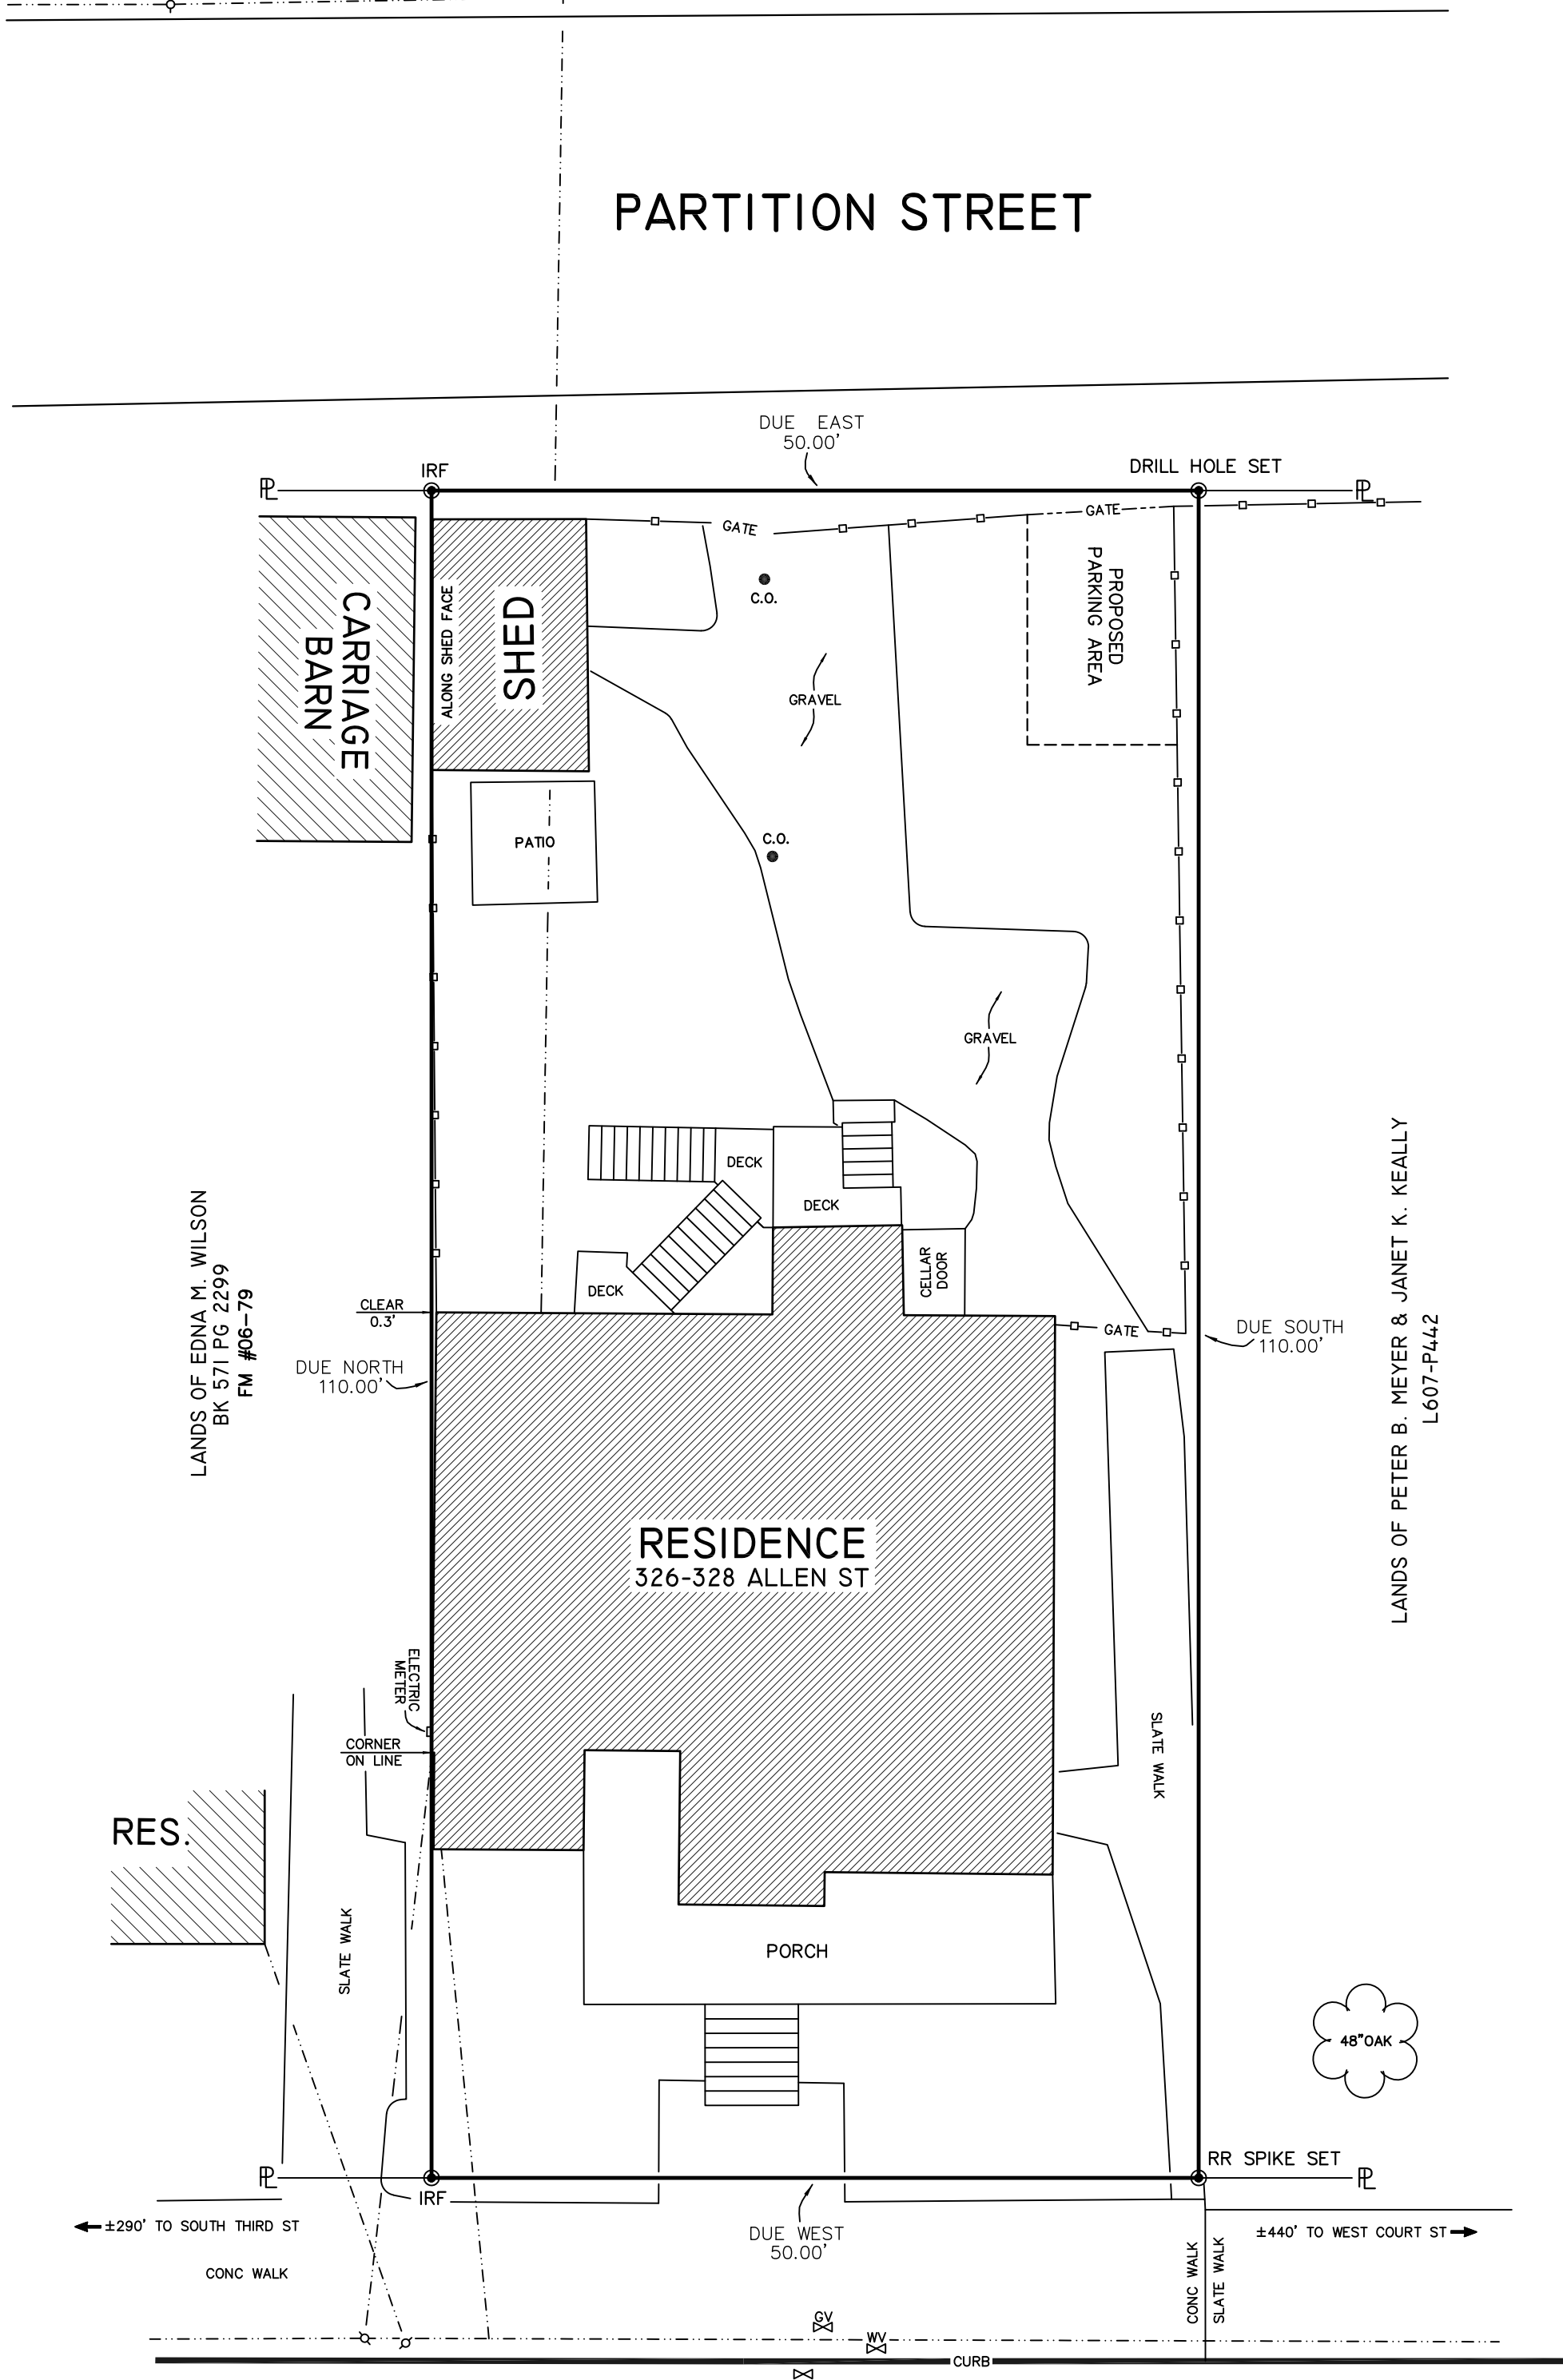 PARTITION STREET
DUE EAST
50.00'
PL
IRF
DRILL HOLE SET
PL
GATE
GATE
CARRIAGE
BARN
ALONG SHED FACE
SHED
C.O.
PROPOSED
PARKING AREA
GRAVEL
PATIO
C.O.
GRAVEL
DECK
DECK
DECK
CELLAR
DOOR
CLEAR
0.3'
GATE
DUE NORTH
110.00'
DUE SOUTH
110.00'
LANDS OF EDNA M. WILSON
BK 571 PG 2299
FM #06-79
LANDS OF PETER B. MEYER & JANET K. KEALLY
L607-P442
RESIDENCE
326-328 ALLEN ST
ELECTRIC
METER
CORNER
ON LINE
SLATE WALK
RES.
SLATE WALK
PORCH
48"OAK
PL
IRF
RR SPIKE SET
PL
±290' TO SOUTH THIRD ST
DUE WEST
50.00'
±440' TO WEST COURT ST
CONC WALK
CONC WALK
SLATE WALK
GV
WV
CURB